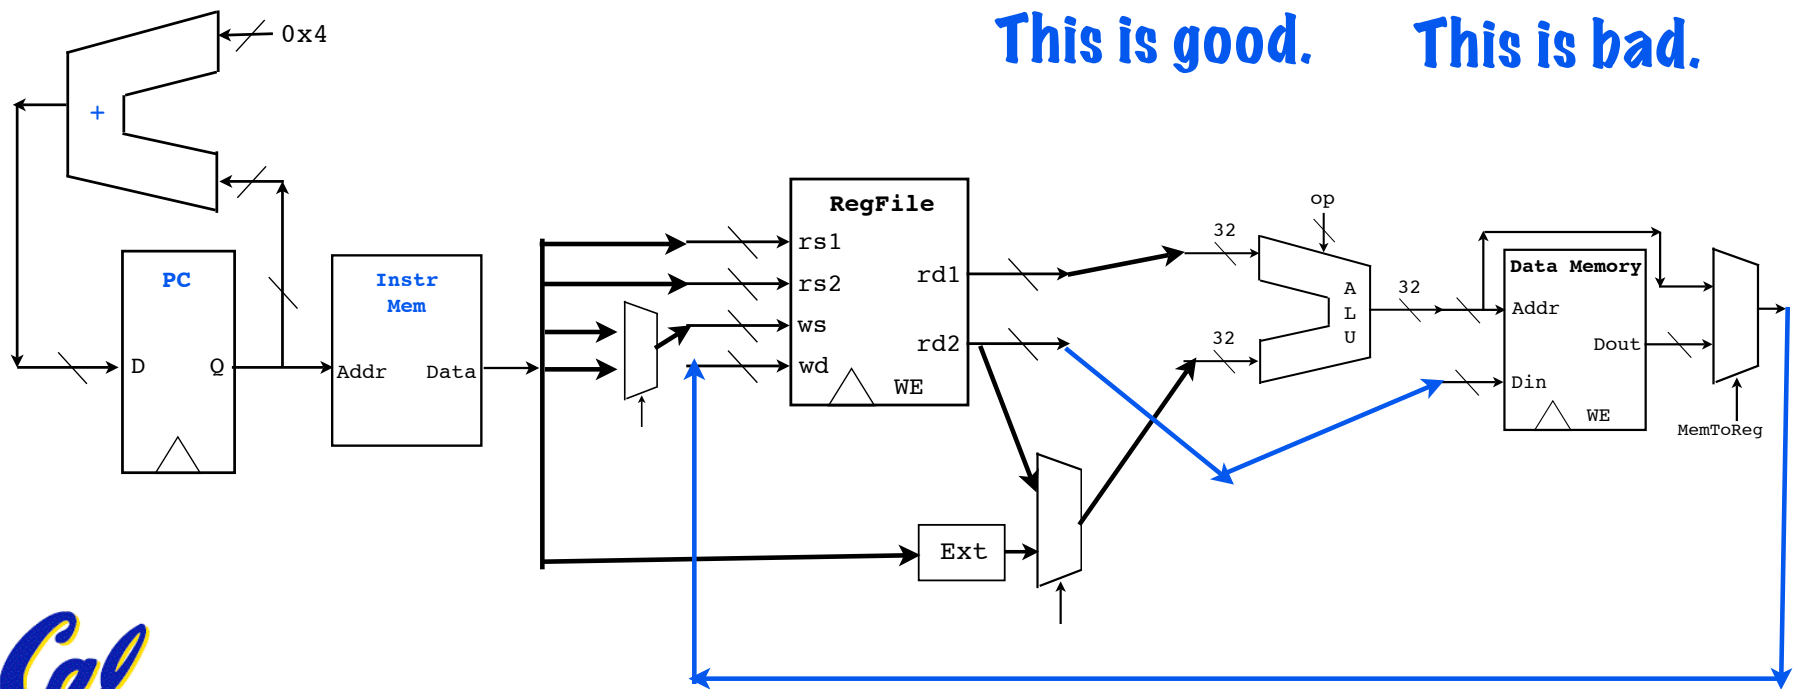 This is good. This is bad.
0x4
+
PC
D Q
Instr
Mem
Addr Data
RegFile
rs1
rs2
ws
wd
rd1
rd2
WE
Ext
op
32
32
32
A
L
U
Data Memory
Addr
Dout
Din
WE
MemToReg
Cal